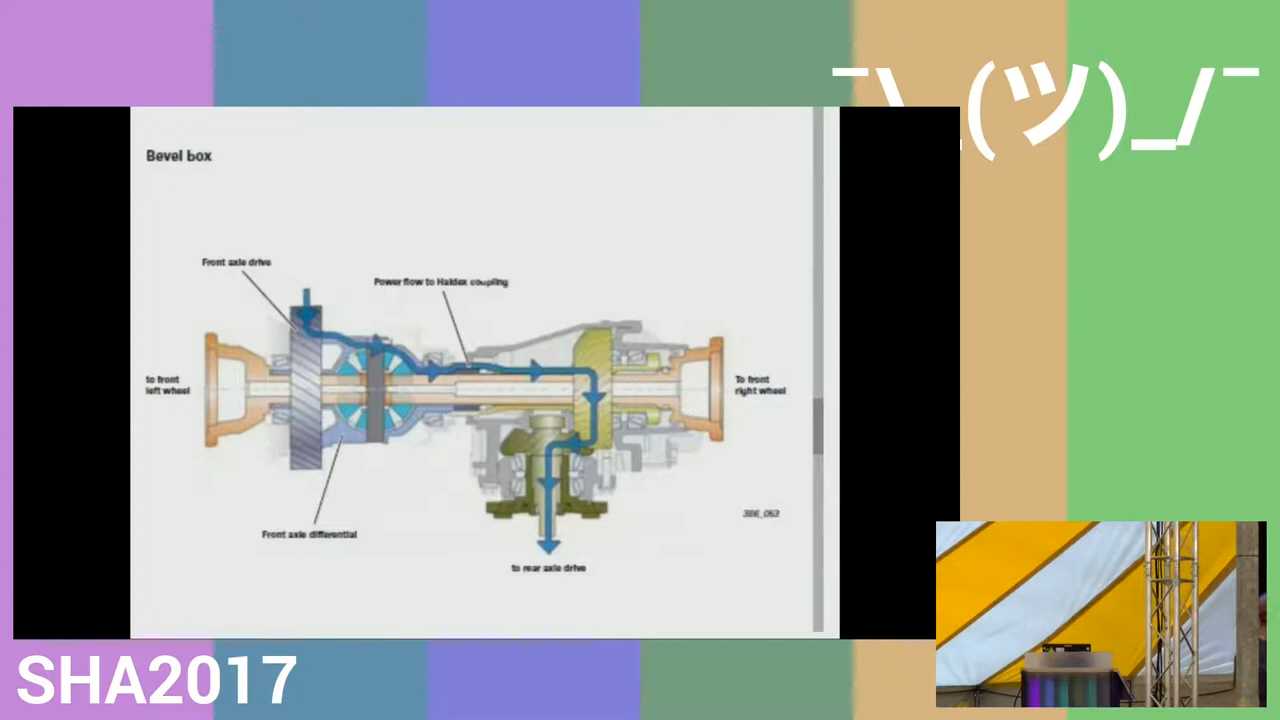 ¯\_(ツ)_/¯
Bevel box
Front axle drive
Power flow to Haldex coupling
to front
left wheel
To front
right wheel
386_053
Front axle differential
to rear axle drive
SHA2017